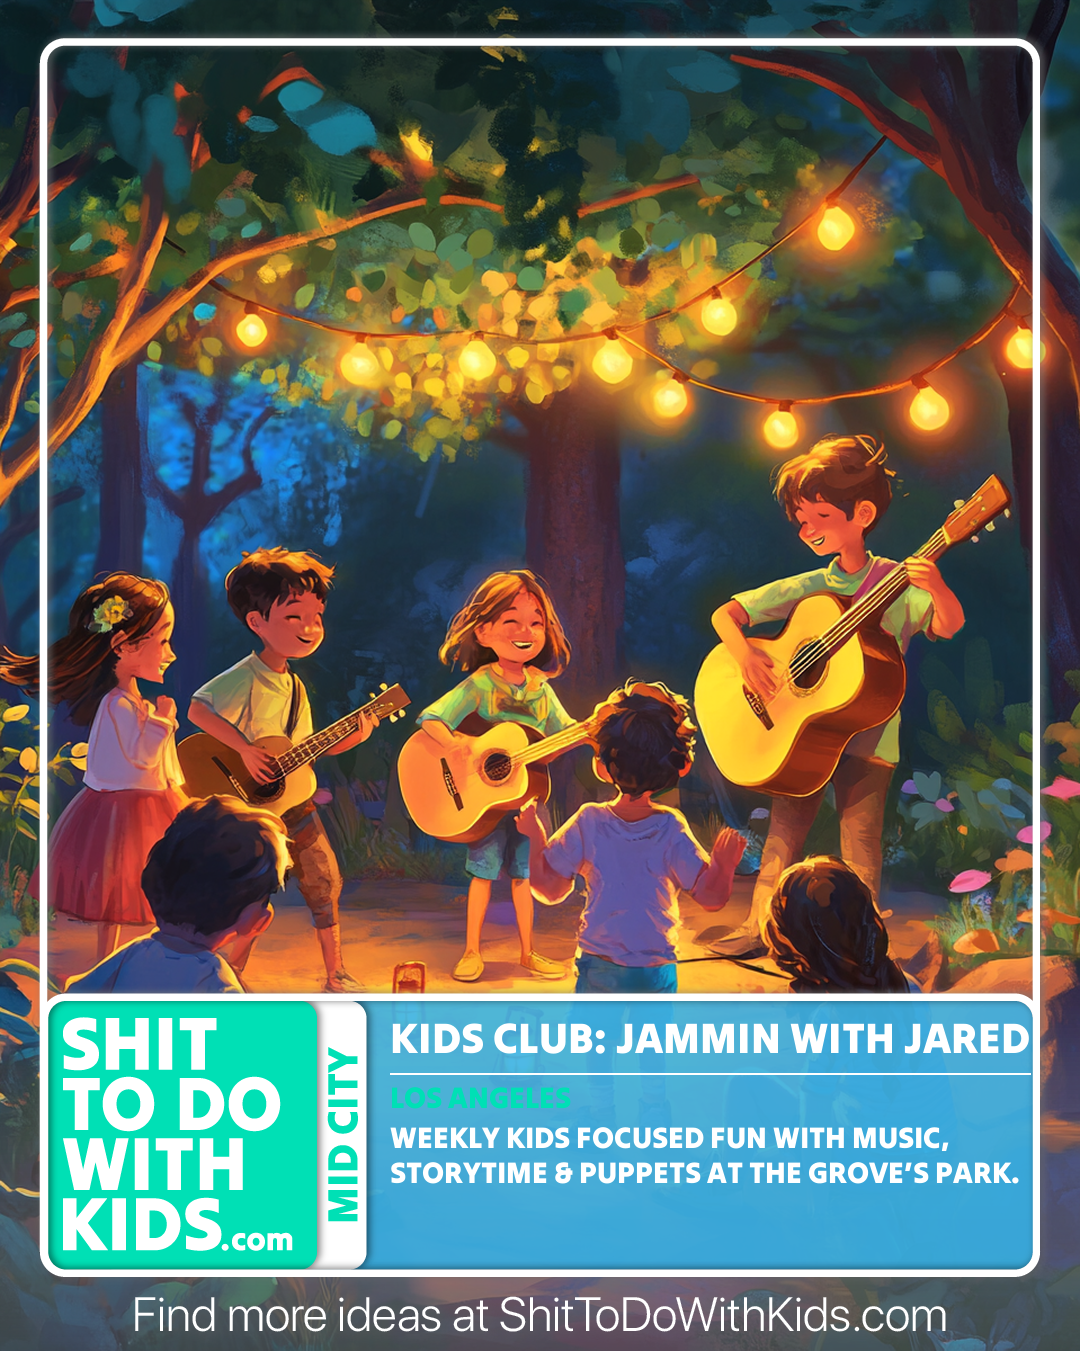 SHIT
TO DO
WITH
KIDS.com
MID CITY
KIDS CLUB: JAMMIN WITH JARED
LOS ANGELES
WEEKLY KIDS FOCUSED FUN WITH MUSIC,
STORYTIME & PUPPETS AT THE GROVE’S PARK.
Find more ideas at ShitToDoWithKids.com